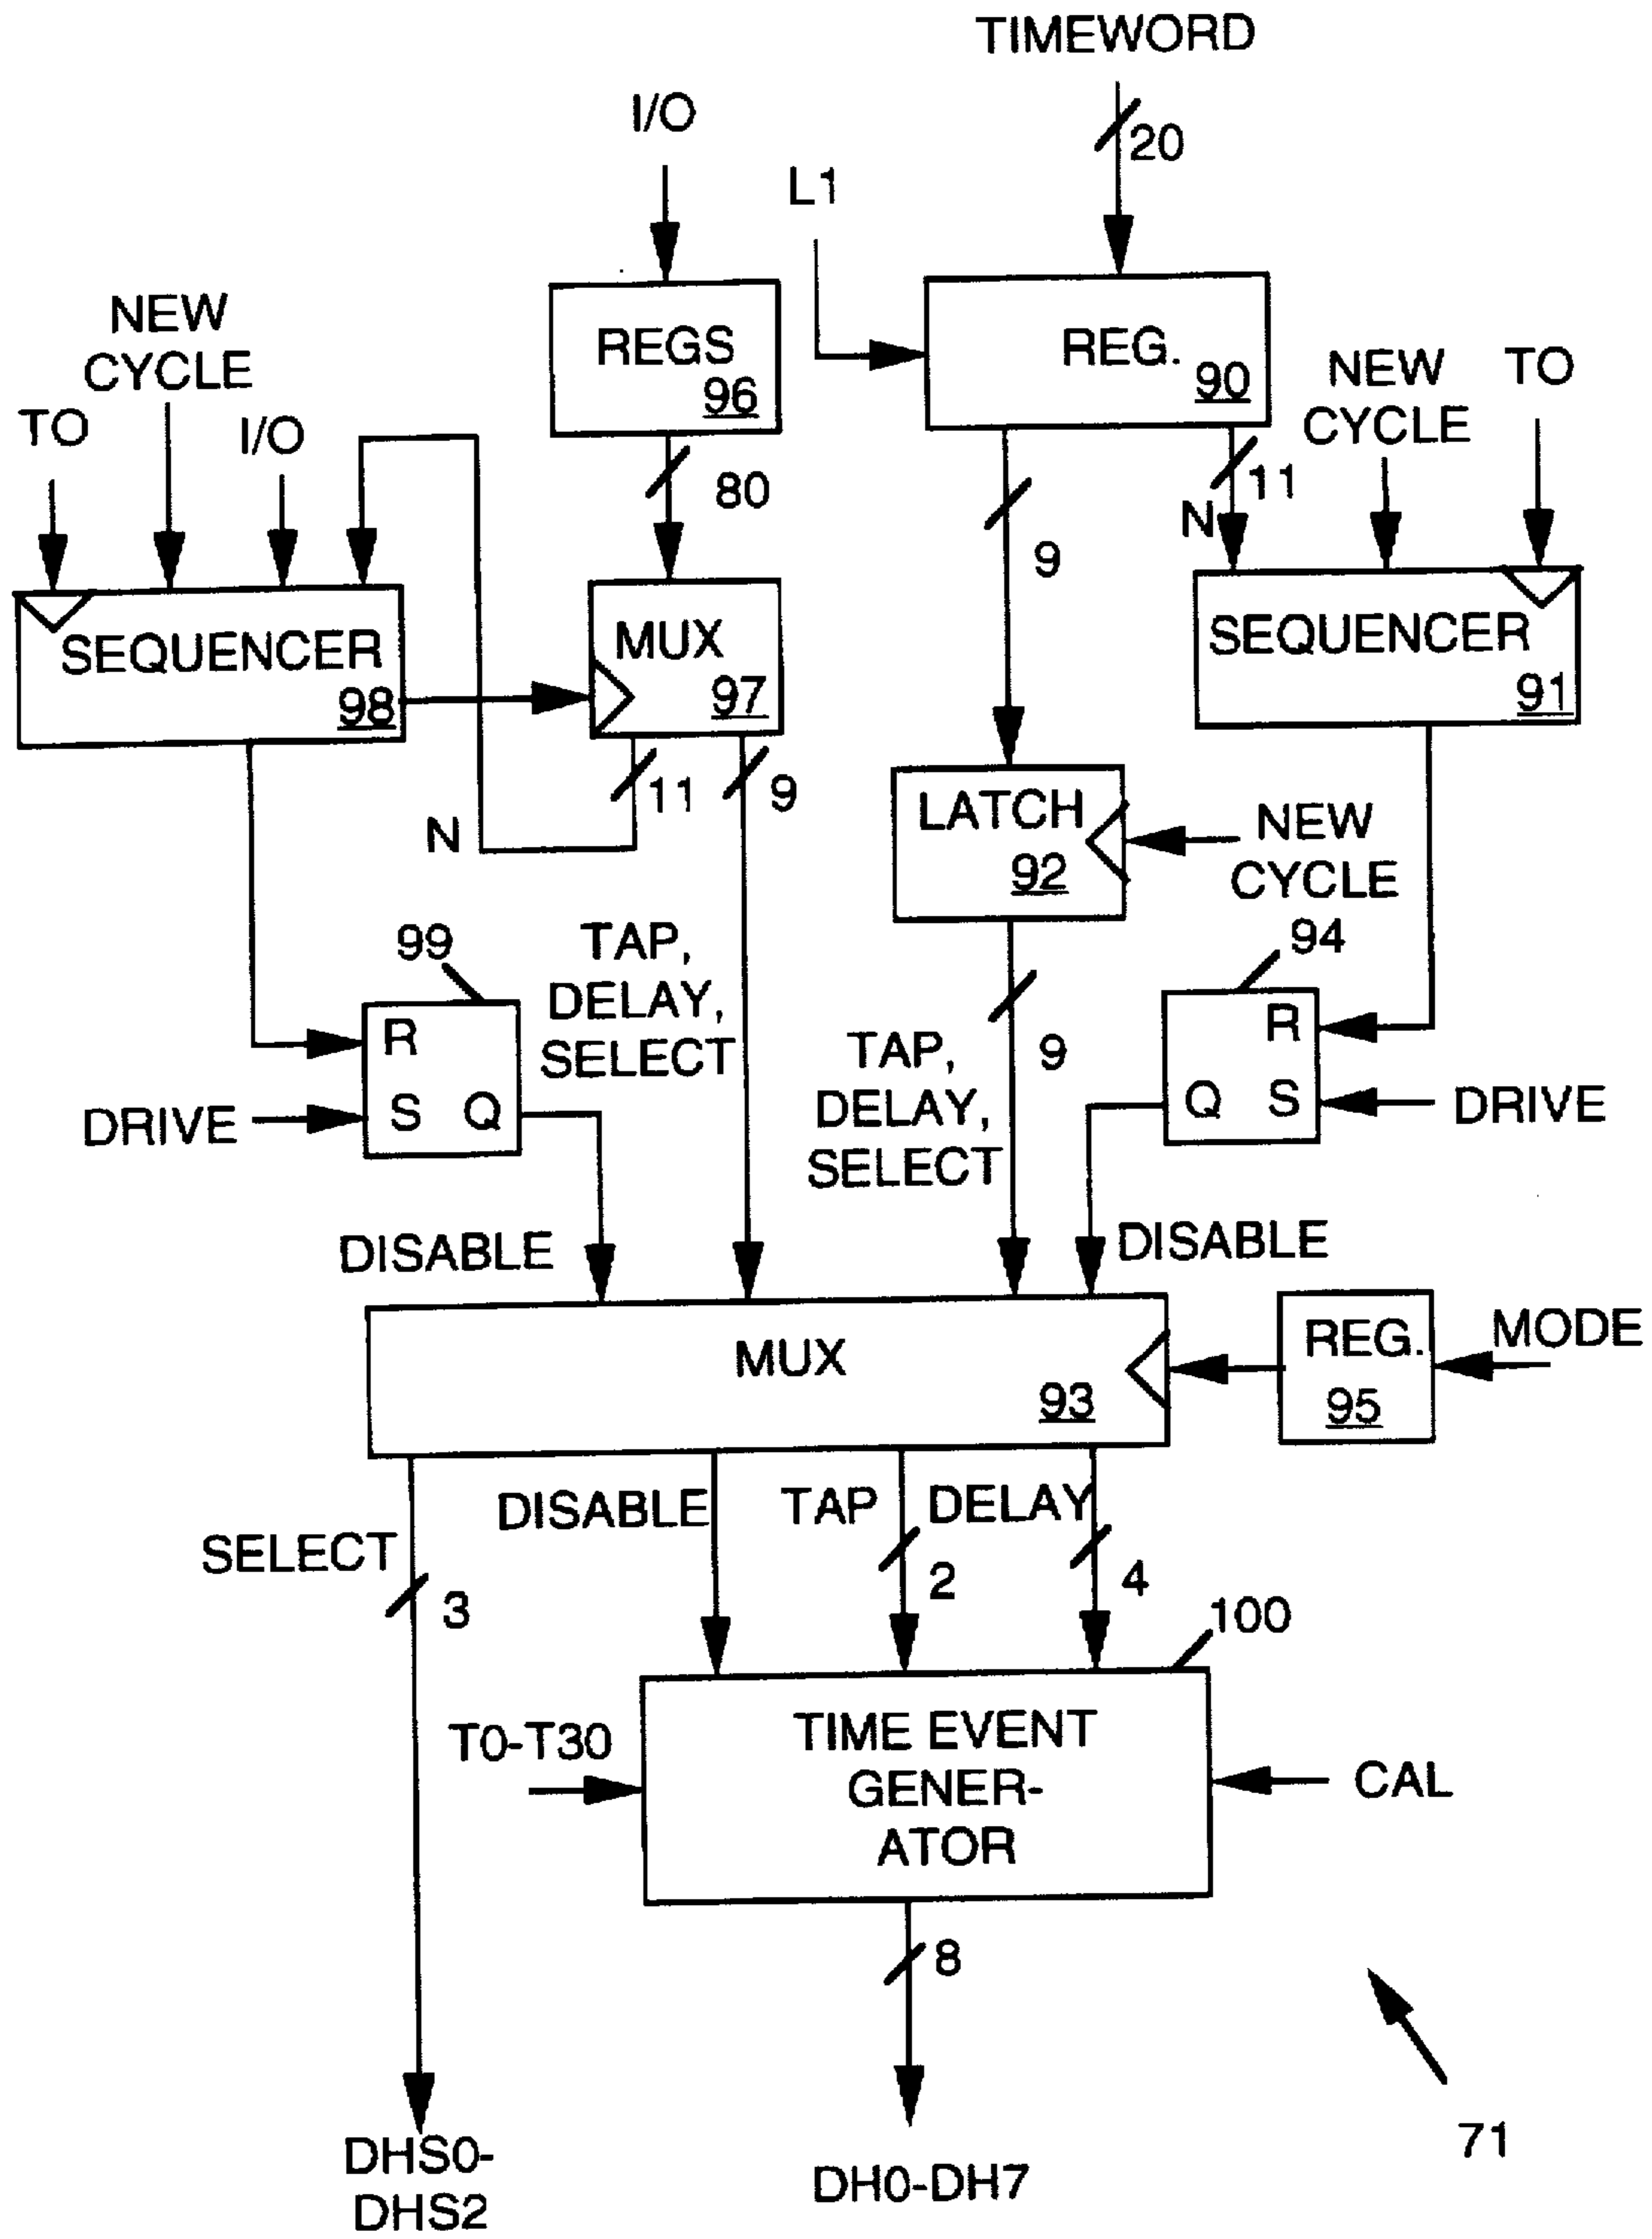 TIMEWORD
20
I/O
L1
REGS
96
REG.
90
NEW
CYCLE
TO
I/O
NEW
CYCLE
TO
80
9
11
N
SEQUENCER
98
MUX
97
SEQUENCER
91
11
9
N
LATCH
92
NEW
CYCLE
99
TAP,
DELAY,
SELECT
94
R
S
Q
DRIVE
TAP,
DELAY,
SELECT
9
R
Q
S
DRIVE
DISABLE
DISABLE
MUX
93
REG.
95
MODE
SELECT
3
DISABLE
TAP
2
DELAY
4
100
T0-T30
TIME EVENT
GENER-
ATOR
CAL
8
DHS0-
DHS2
DH0-DH7
71